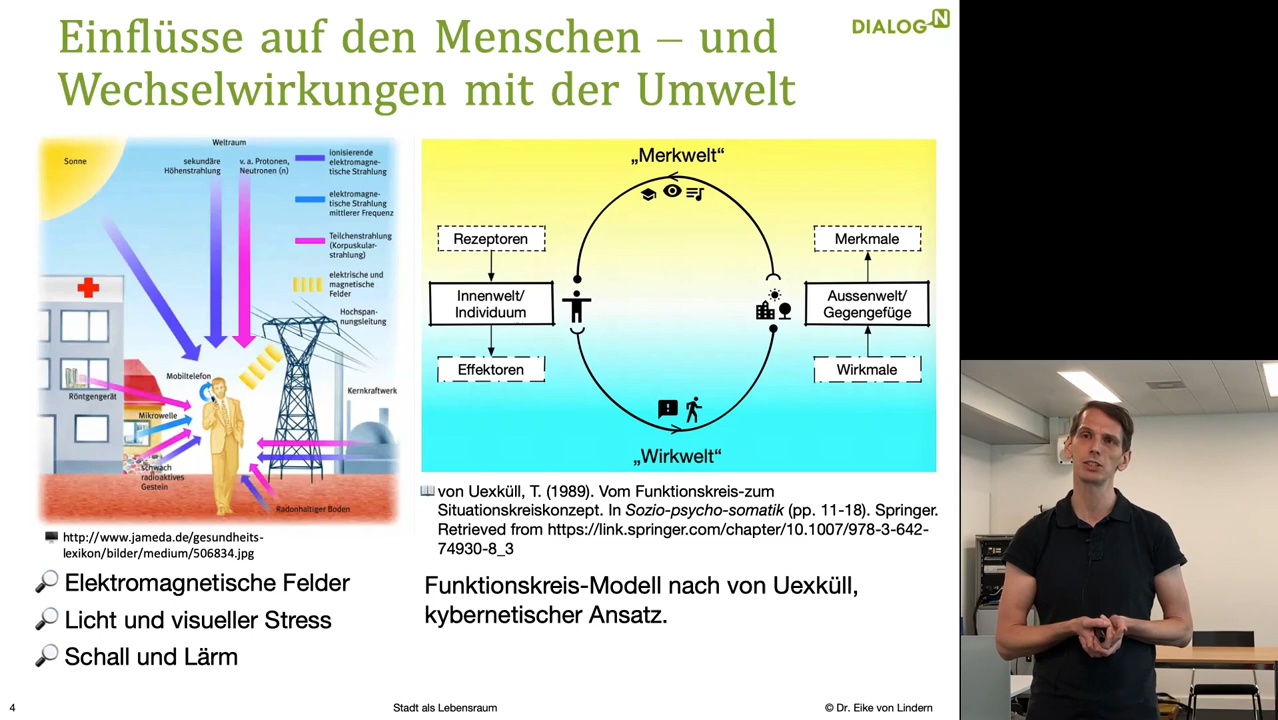 Einflüsse auf den Menschen – und
Wechselwirkungen mit der Umwelt
DIALOG N
Sonne
Weltraum
sekundäre
Höhenstrahlung
v. a. Protonen,
Neutronen (n)
ionisierende
elektromagne-
tische Strahlung
elektromagne-
tische Strahlung
mittlerer Frequenz
Teilchenstrahlung
(Korpuskular-
strahlung)
elektrische und
magnetische
Felder
Hochspan-
nungsleitung
Mobiltelefon
Röntgengerät
Mikrowelle
Kernkraftwerk
schwach
radioaktives
Gestein
Radonhaltiger Boden
http://www.jameda.de/gesundheits-
lexikon/bilder/medium/506834.jpg
Elektromagnetische Felder
Licht und visueller Stress
Schall und Lärm
„Merkwelt“
Rezeptoren
Innenwelt/
Individuum
Effektoren
Merkmale
Aussenwelt/
Gegengefüge
Wirkmale
„Wirkwelt“
von Uexküll, T. (1989). Vom Funktionskreis-zum
Situationskreiskonzept. In Sozio-psycho-somatik (pp. 11-18). Springer.
Retrieved from https://link.springer.com/chapter/10.1007/978-3-642-
74930-8_3
Funktionskreis-Modell nach von Uexküll,
kybernetischer Ansatz.
4
Stadt als Lebensraum
© Dr. Eike von Lindern